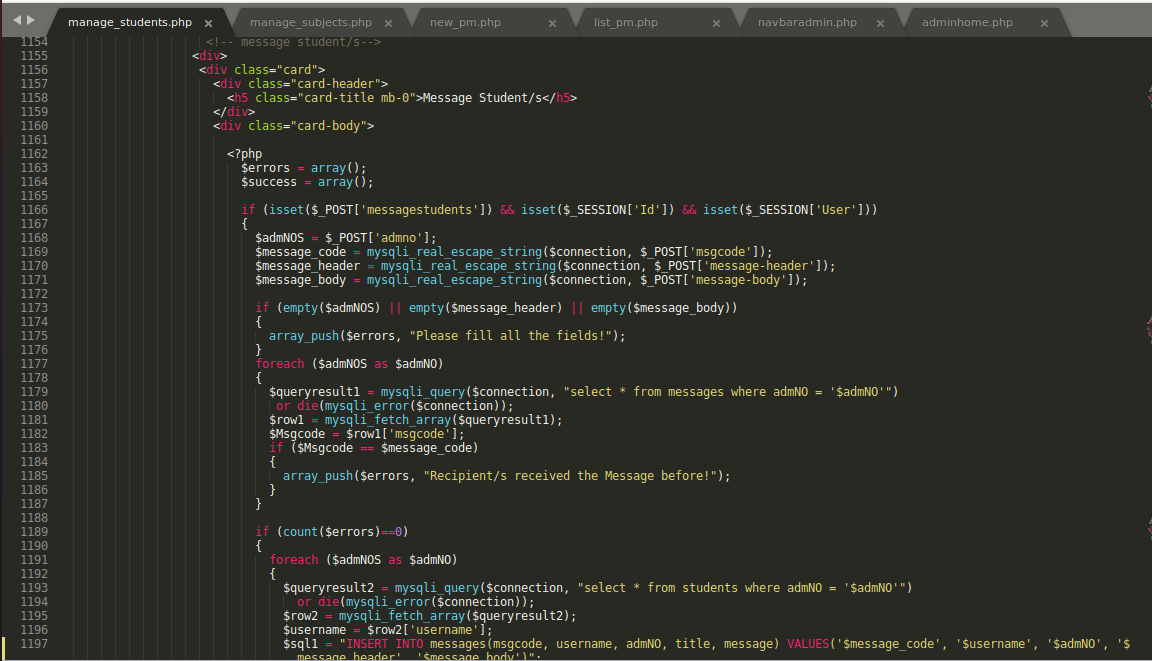 manage_students.php × manage_subjects.php × new_pm.php × list_pm.php × navbaradmin.php × adminhome.php ×
1154 <!-- message student/s-->
1155 <div>
1156 <div class="card">
1157 <div class="card-header">
1158 <h5 class="card-title mb-0">Message Student/s</h5>
1159 </div>
1160 <div class="card-body">
1161
1162 <?php
1163 $errors = array();
1164 $success = array();
1165
1166 if (isset($_POST['messagestudents']) && isset($_SESSION['Id']) && isset($_SESSION['User']))
1167 {
1168 $admNOS = $_POST['admno'];
1169 $message_code = mysqli_real_escape_string($connection, $_POST['msgcode']);
1170 $message_header = mysqli_real_escape_string($connection, $_POST['message-header']);
1171 $message_body = mysqli_real_escape_string($connection, $_POST['message-body']);
1172
1173 if (empty($admNOS) || empty($message_header) || empty($message_body))
1174 {
1175 array_push($errors, "Please fill all the fields!");
1176 }
1177 foreach ($admNOS as $admNO)
1178 {
1179 $queryresult1 = mysqli_query($connection, "select * from messages where admNO = '$admNO'")
1180 or die(mysqli_error($connection));
1181 $row1 = mysqli_fetch_array($queryresult1);
1182 $Msgcode = $row1['msgcode'];
1183 if ($Msgcode == $message_code)
1184 {
1185 array_push($errors, "Recipient/s received the Message before!");
1186 }
1187 }
1188
1189 if (count($errors)==0)
1190 {
1191 foreach ($admNOS as $admNO)
1192 {
1193 $queryresult2 = mysqli_query($connection, "select * from students where admNO = '$admNO'")
1194 or die(mysqli_error($connection));
1195 $row2 = mysqli_fetch_array($queryresult2);
1196 $username = $row2['username'];
1197 $sql1 = "INSERT INTO messages(msgcode, username, admNO, title, message) VALUES('$message_code', '$username', '$admNO', '$
message_header', '$message_body')";